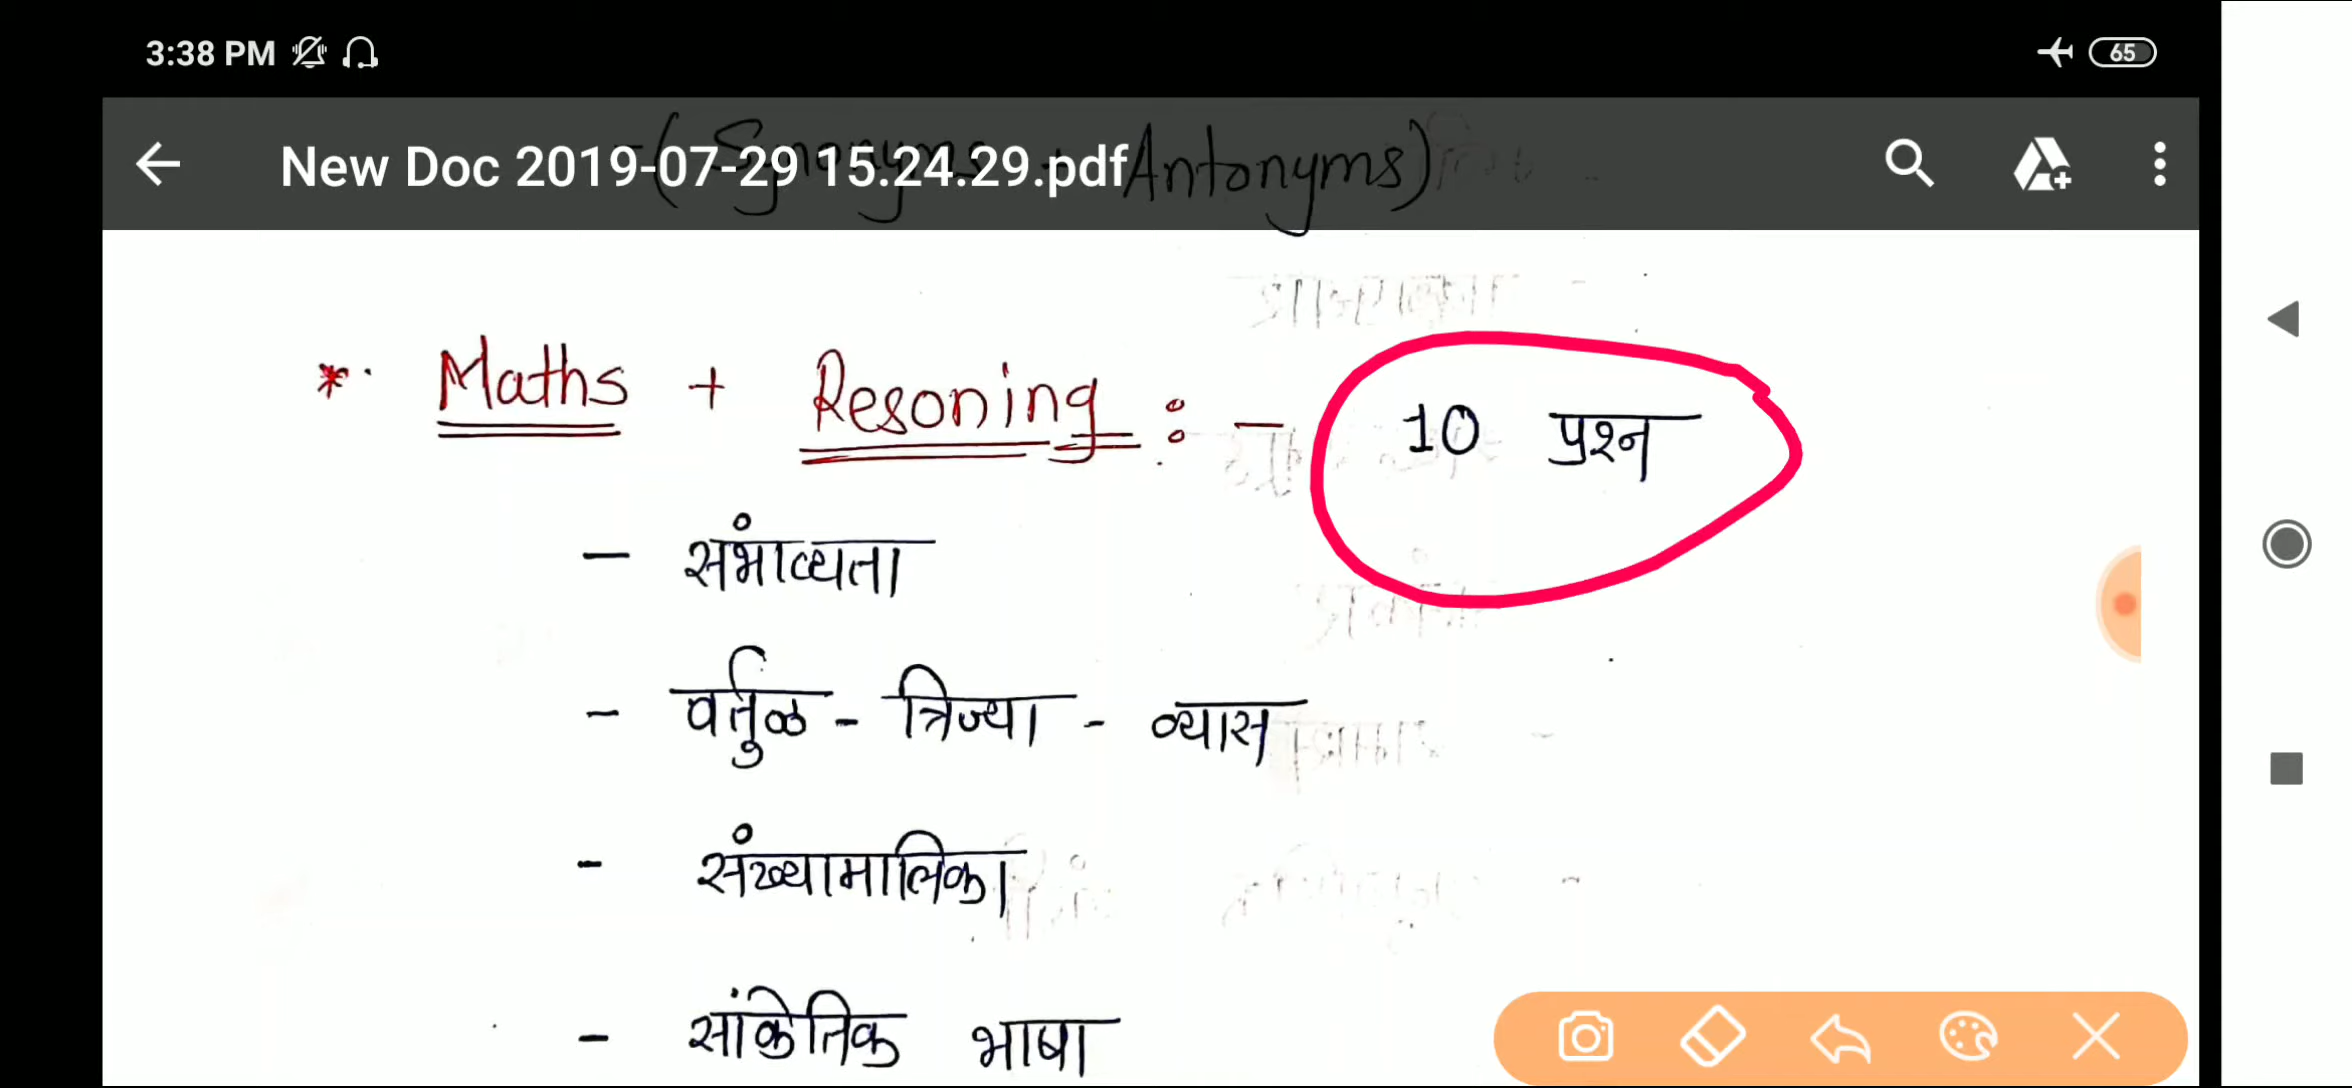 3:38 PM 65
New Doc 2019-07-29 15.24.29.pdf
(Synonyms + Antonyms)
* Maths + Resoning :- 10 प्रश्न
- संभाव्यता
- वर्तुळ - त्रिज्या - व्यास
- संख्यामालिका
- सांकेतिक भाषा